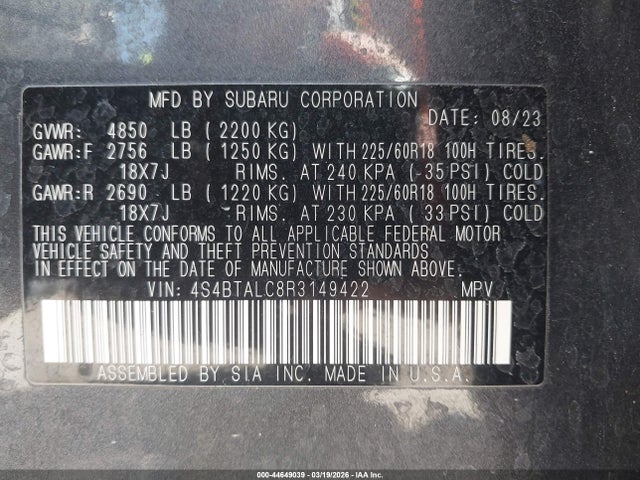 MFD BY SUBARU CORPORATION
DATE: 08/23
GVWR: 4850 LB ( 2200 KG)
GAWR:F 2756 LB ( 1250 KG) WITH 225/60R18 100H TIRES.
18X7J RIMS. AT 240 KPA ( 35 PSI) COLD
GAWR:R 2690 LB ( 1220 KG) WITH 225/60R18 100H TIRES.
18X7J RIMS. AT 230 KPA ( 33 PSI) COLD
THIS VEHICLE CONFORMS TO ALL APPLICABLE FEDERAL MOTOR
VEHICLE SAFETY AND THEFT PREVENTION STANDARDS
IN EFFECT ON DATE OF MANUFACTURE SHOWN ABOVE.
VIN: 4S4BTALC8R3149422 MPV
ASSEMBLED BY SIA INC. MADE IN U.S.A.
000-44649039 - 03/19/2026 - IAA Inc.